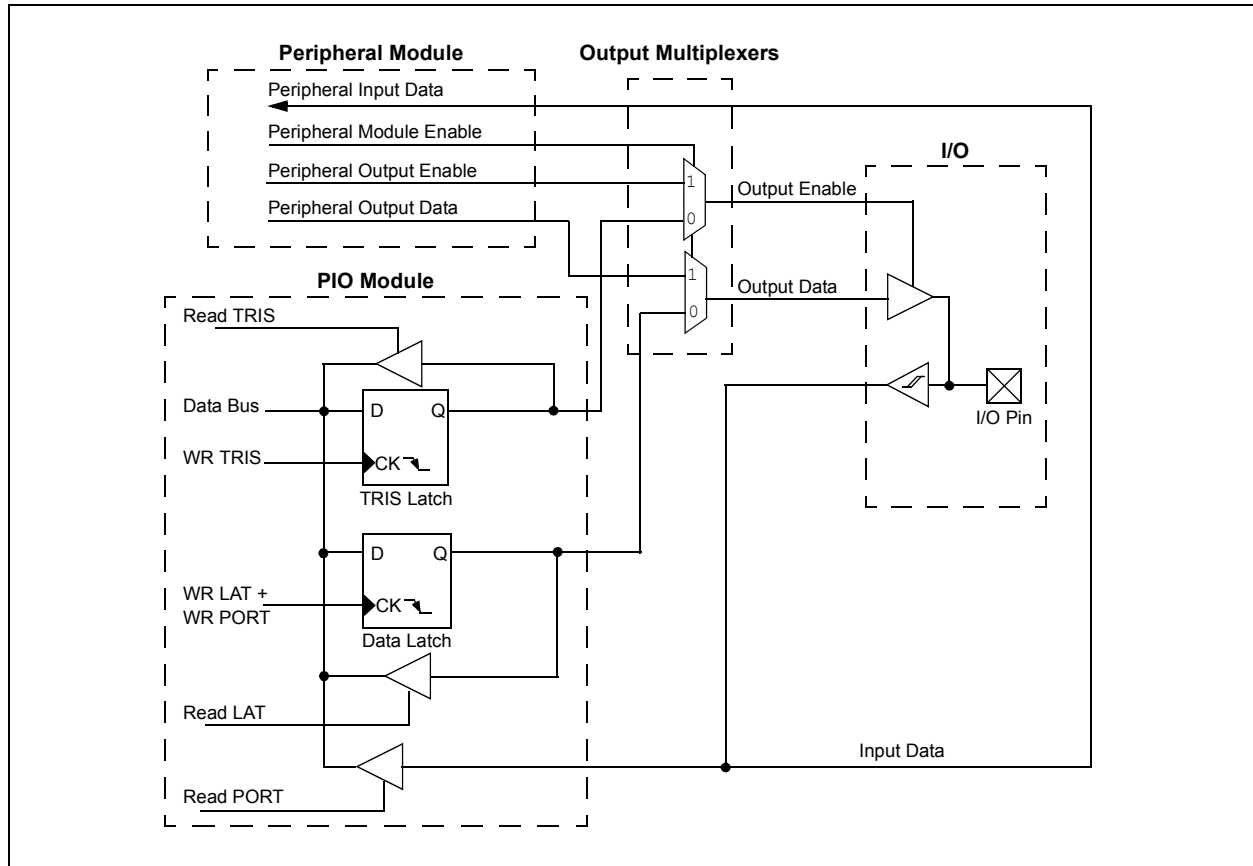 Peripheral Module
Output Multiplexers
Peripheral Input Data
Peripheral Module Enable
Peripheral Output Enable
Peripheral Output Data
1
0
Output Enable
1
0
Output Data
I/O
I/O Pin
PIO Module
Read TRIS
Data Bus
D
Q
WR TRIS
CK
TRIS Latch
D
Q
WR LAT +
WR PORT
CK
Data Latch
Read LAT
Read PORT
Input Data